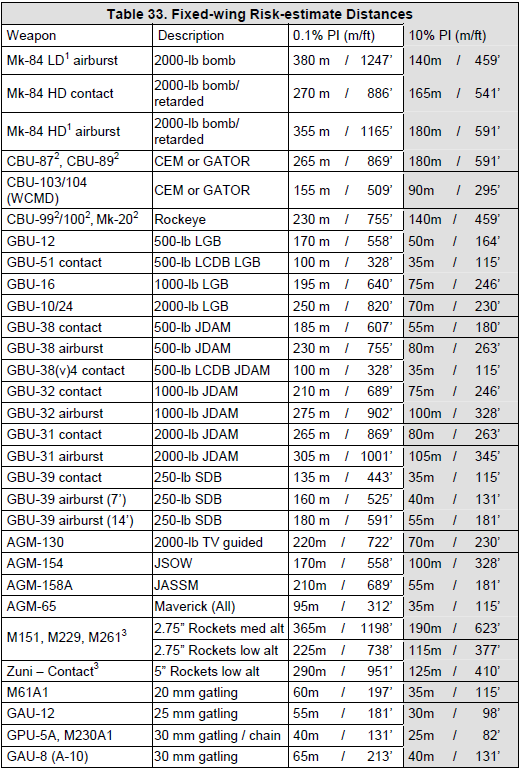 Table 33. Fixed-wing Risk-estimate Distances
Weapon Description 0.1% PI (m/ft) 10% PI (m/ft)
Mk-84 LD¹ airburst 2000-lb bomb 380 m / 1247’ 140m / 459’
Mk-84 HD contact 2000-lb bomb/ retarded 270 m / 886’ 165m / 541’
Mk-84 HD¹ airburst 2000-lb bomb/ retarded 355 m / 1165’ 180m / 591’
CBU-87², CBU-89² CEM or GATOR 265 m / 869’ 180m / 591’
CBU-103/104 (WCMD) CEM or GATOR 155 m / 509’ 90m / 295’
CBU-99²/100², Mk-20² Rockeye 230 m / 755’ 140m / 459’
GBU-12 500-lb LGB 170 m / 558’ 50m / 164’
GBU-51 contact 500-lb LCDB LGB 100 m / 328’ 35m / 115’
GBU-16 1000-lb LGB 195 m / 640’ 75m / 246’
GBU-10/24 2000-lb LGB 250 m / 820’ 70m / 230’
GBU-38 contact 500-lb JDAM 185 m / 607’ 55m / 180’
GBU-38 airburst 500-lb JDAM 230 m / 755’ 80m / 263’
GBU-38(v)4 contact 500-lb LCDB JDAM 100 m / 328’ 35m / 115’
GBU-32 contact 1000-lb JDAM 210 m / 689’ 75m / 246’
GBU-32 airburst 1000-lb JDAM 275 m / 902’ 100m / 328’
GBU-31 contact 2000-lb JDAM 265 m / 869’ 80m / 263’
GBU-31 airburst 2000-lb JDAM 305 m / 1001’ 105m / 345’
GBU-39 contact 250-lb SDB 135 m / 443’ 35m / 115’
GBU-39 airburst (7’) 250-lb SDB 160 m / 525’ 40m / 131’
GBU-39 airburst (14’) 250-lb SDB 180 m / 591’ 55m / 181’
AGM-130 2000-lb TV guided 220m / 722’ 70m / 230’
AGM-154 JSOW 170m / 558’ 100m / 328’
AGM-158A JASSM 210m / 689’ 55m / 181’
AGM-65 Maverick (All) 95m / 312’ 35m / 115’
M151, M229, M261³ 2.75” Rockets med alt 365m / 1198’ 190m / 623’
2.75” Rockets low alt 225m / 738’ 115m / 377’
Zuni – Contact³ 5” Rockets low alt 290m / 951’ 125m / 410’
M61A1 20 mm gatling 60m / 197’ 35m / 115’
GAU-12 25 mm gatling 55m / 181’ 30m / 98’
GPU-5A, M230A1 30 mm gatling / chain 40m / 131’ 25m / 82’
GAU-8 (A-10) 30 mm gatling 65m / 213’ 40m / 131’